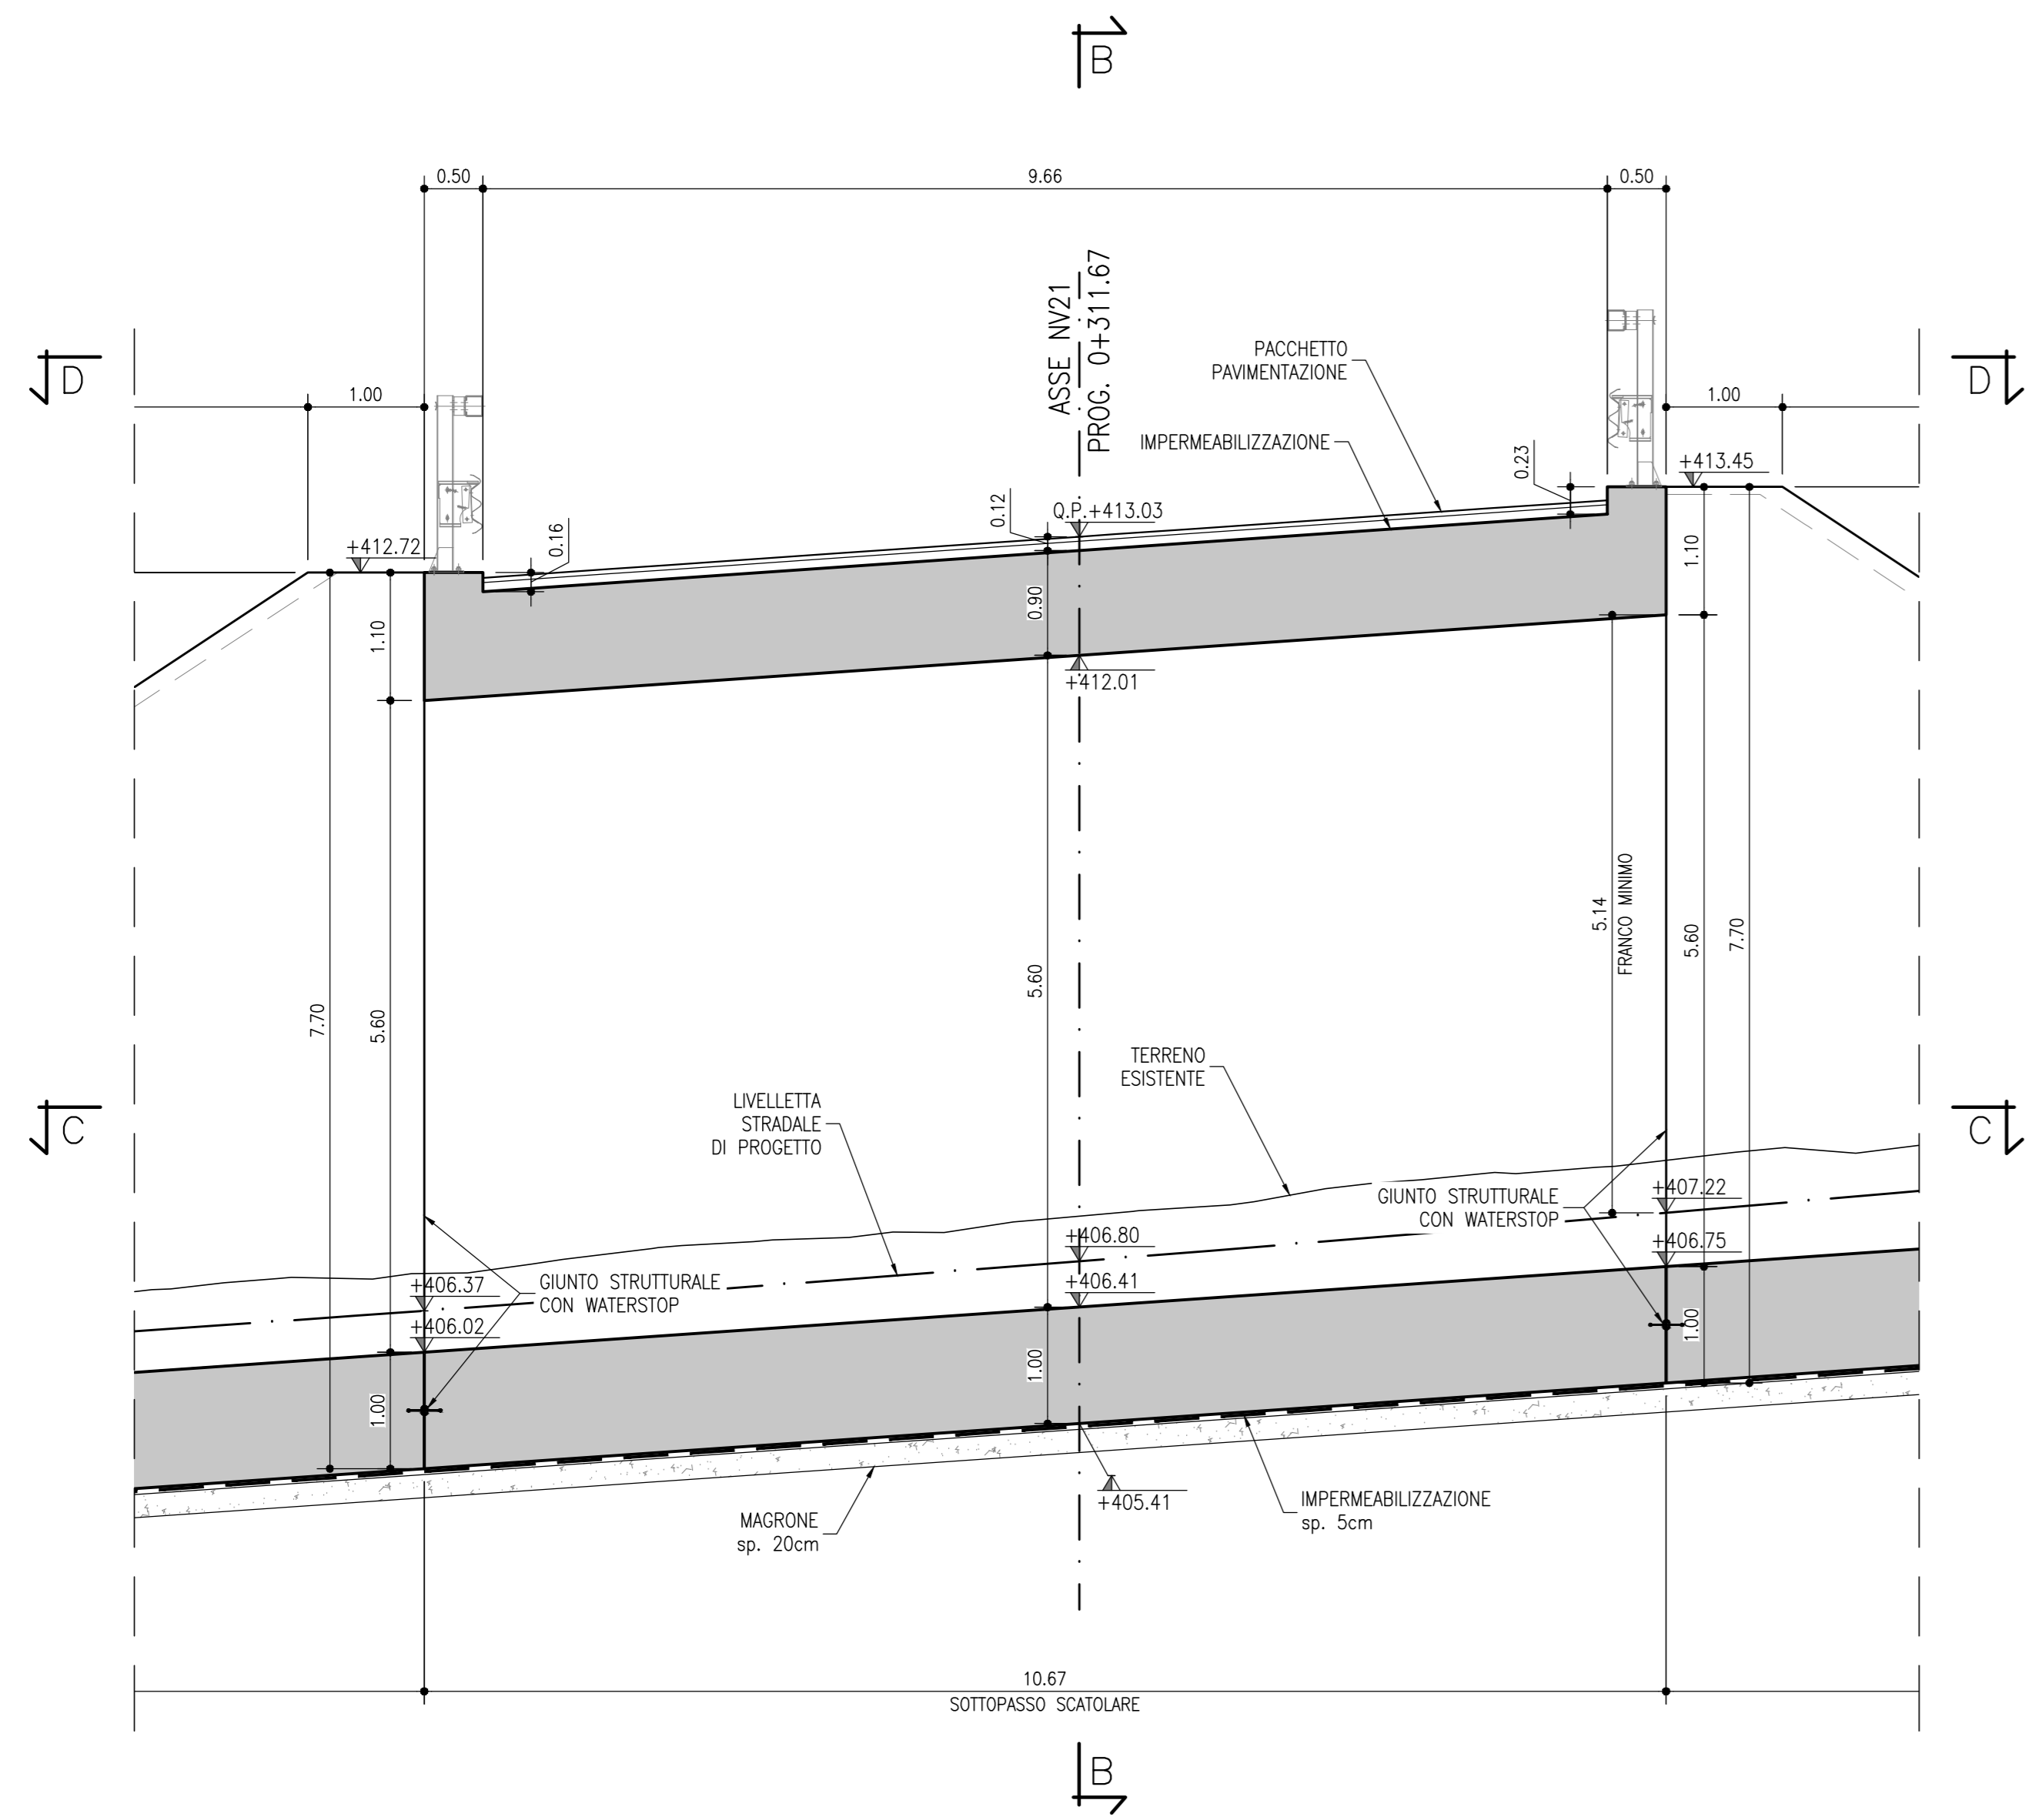 B
0.50
9.66
0.50
ASSE NV21
PROG. 0+311.67
PACCHETTO
PAVIMENTAZIONE
D
D
1.00
1.00
IMPERMEABILIZZAZIONE
0.23
+413.45
0.12
Q.P.+413.03
0.16
+412.72
1.10
0.90
1.10
+412.01
5.14
FRANCO MINIMO
5.60
7.70
5.60
7.70
5.60
TERRENO
ESISTENTE
LIVELLETTA
STRADALE
DI PROGETTO
C
C
GIUNTO STRUTTURALE
CON WATERSTOP
+407.22
+406.80
+406.75
+406.41
+406.37
GIUNTO STRUTTURALE
CON WATERSTOP
+406.02
1.00
1.00
1.00
+405.41
IMPERMEABILIZZAZIONE
sp. 5cm
MAGRONE
sp. 20cm
10.67
SOTTOPASSO SCATOLARE
B